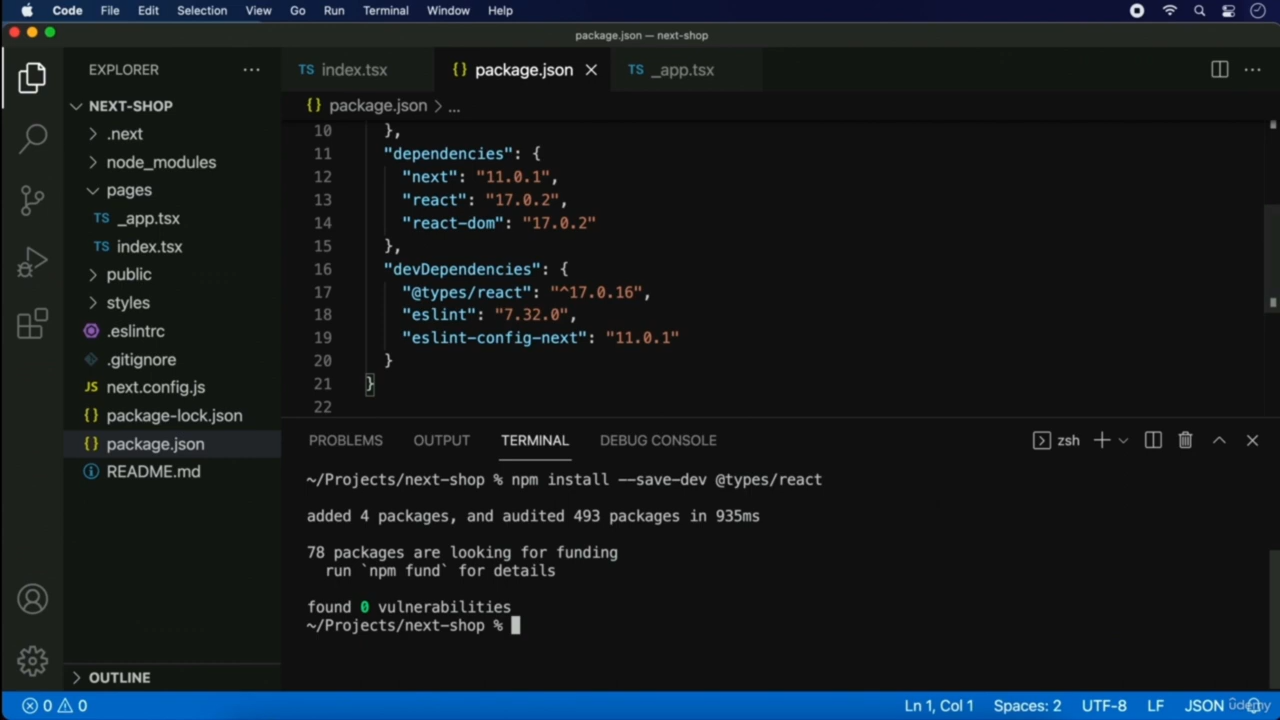 Code File Edit Selection View Go Run Terminal Window Help
package.json — next-shop
EXPLORER
NEXT-SHOP
.next
node_modules
pages
TS _app.tsx
TS index.tsx
public
styles
.eslintrc
.gitignore
JS next.config.js
{} package-lock.json
{} package.json
README.md
OUTLINE
TS index.tsx {} package.json TS _app.tsx
{} package.json > ...
10 },
11 "dependencies": {
12 "next": "11.0.1",
13 "react": "17.0.2",
14 "react-dom": "17.0.2"
15 },
16 "devDependencies": {
17 "@types/react": "^17.0.16",
18 "eslint": "7.32.0",
19 "eslint-config-next": "11.0.1"
20 }
21 }
22
PROBLEMS OUTPUT TERMINAL DEBUG CONSOLE zsh
~/Projects/next-shop % npm install --save-dev @types/react
added 4 packages, and audited 493 packages in 935ms
78 packages are looking for funding
run `npm fund` for details
found 0 vulnerabilities
~/Projects/next-shop %
0 0 Ln 1, Col 1 Spaces: 2 UTF-8 LF JSON
udemy